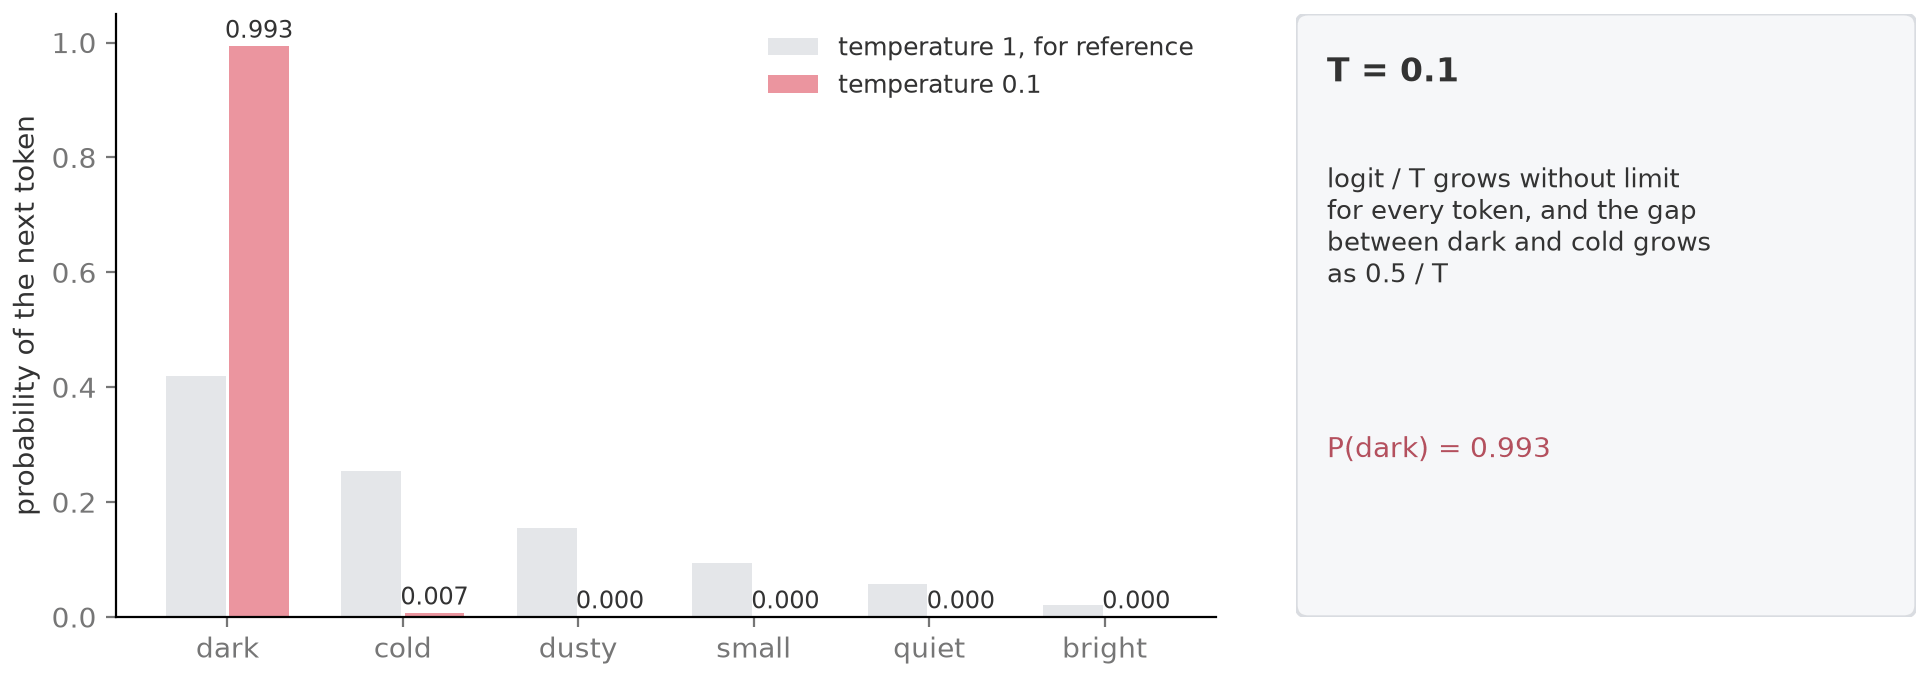 probability of the next token
1.0
0.8
0.6
0.4
0.2
0.0
0.993
0.007
0.000
0.000
0.000
0.000
dark
cold
dusty
small
quiet
bright
temperature 1, for reference
temperature 0.1
T = 0.1
logit / T grows without limit
for every token, and the gap
between dark and cold grows
as 0.5 / T
P(dark) = 0.993